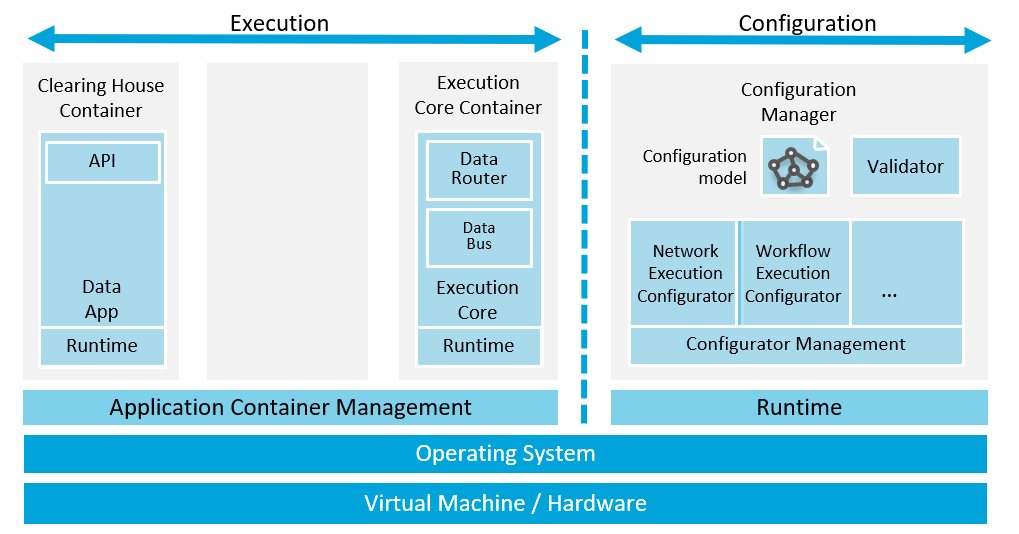 Execution
Configuration
Clearing House
Container
API
Data
App
Runtime
Execution
Core Container
Data
Router
Data
Bus
Execution
Core
Runtime
Configuration
Manager
Configuration
model
Validator
Network
Execution
Configurator
Workflow
Execution
Configurator
...
Configurator Management
Application Container Management
Runtime
Operating System
Virtual Machine / Hardware